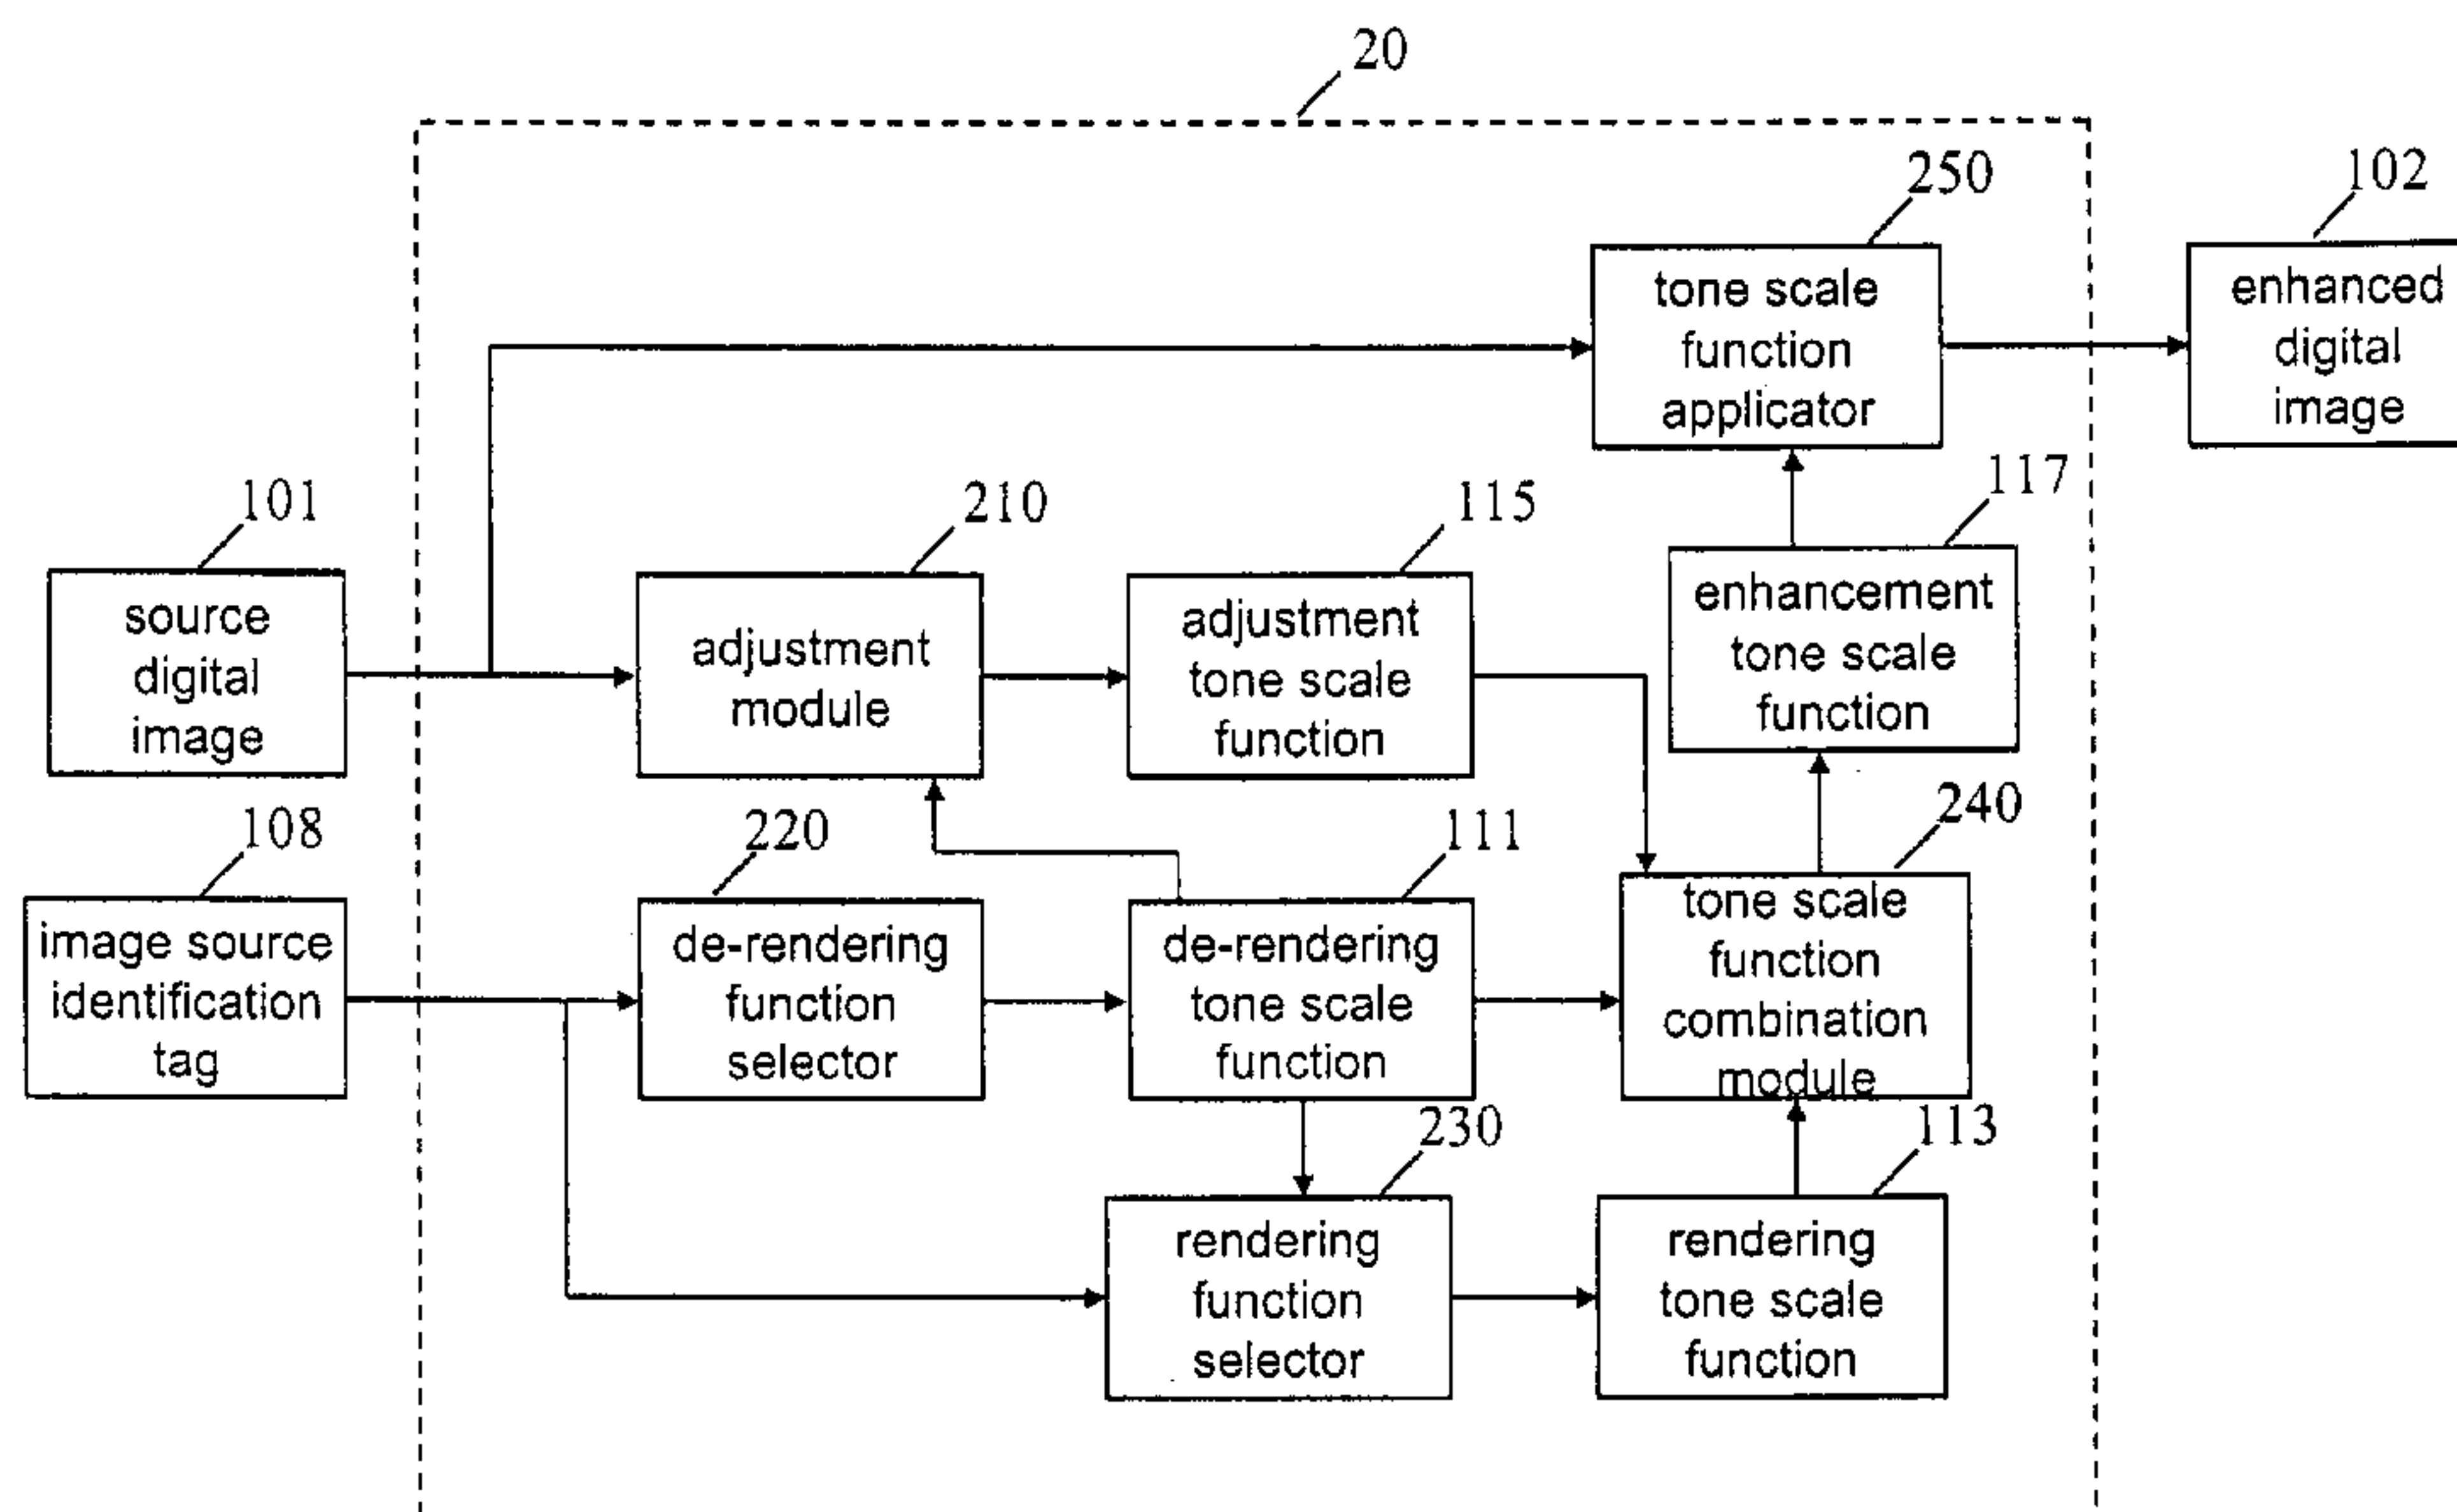 20
250
102
tone scale
function
applicator
enhanced
digital
image
101
210
115
117
source
digital
image
adjustment
module
adjustment
tone scale
function
enhancement
tone scale
function
108
220
111
240
image source
identification
tag
de-rendering
function
selector
de-rendering
tone scale
function
tone scale
function
combination
module
230
113
rendering
function
selector
rendering
tone scale
function